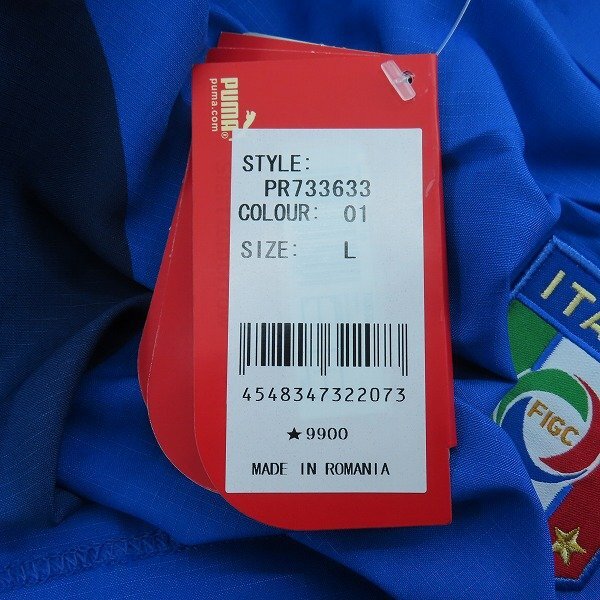 puma®
puma.com
STYLE:
PR733633
COLOUR: 01
SIZE: L
4548347322073
★9900
MADE IN ROMANIA
ITA
FIGC